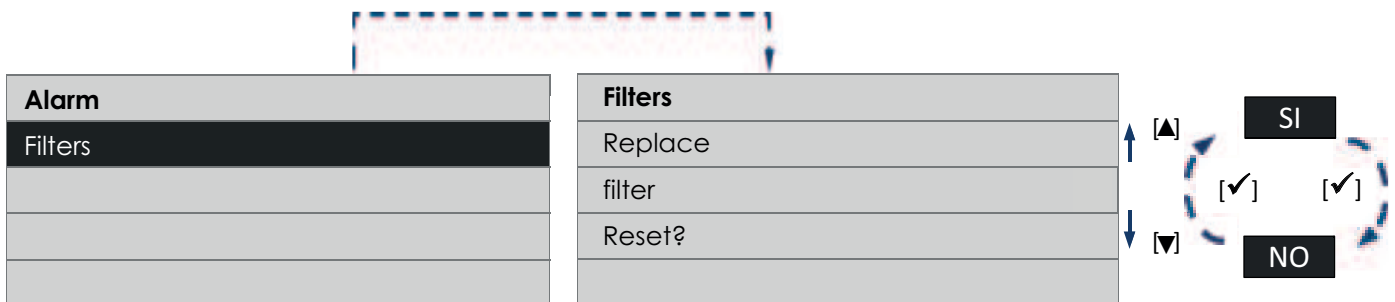 Alarm
Filters
Filters
Replace
filter
Reset?
[▲]
SI
[✓] [✓]
[▼]
NO